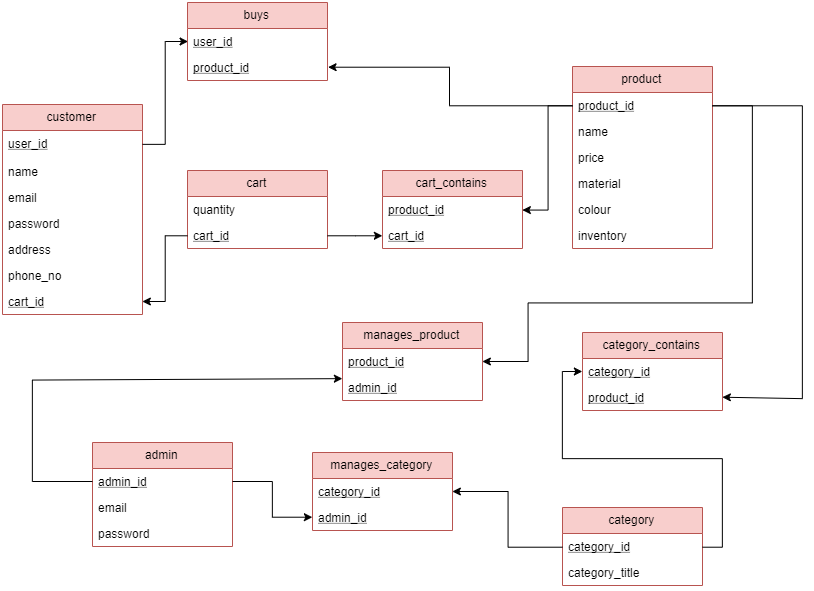 buys
user_id
product_id
product
product_id
name
price
material
colour
inventory
customer
user_id
name
email
password
address
phone_no
cart_id
cart
quantity
cart_id
cart_contains
product_id
cart_id
manages_product
product_id
admin_id
category_contains
category_id
product_id
admin
admin_id
email
password
manages_category
category_id
admin_id
category
category_id
category_title